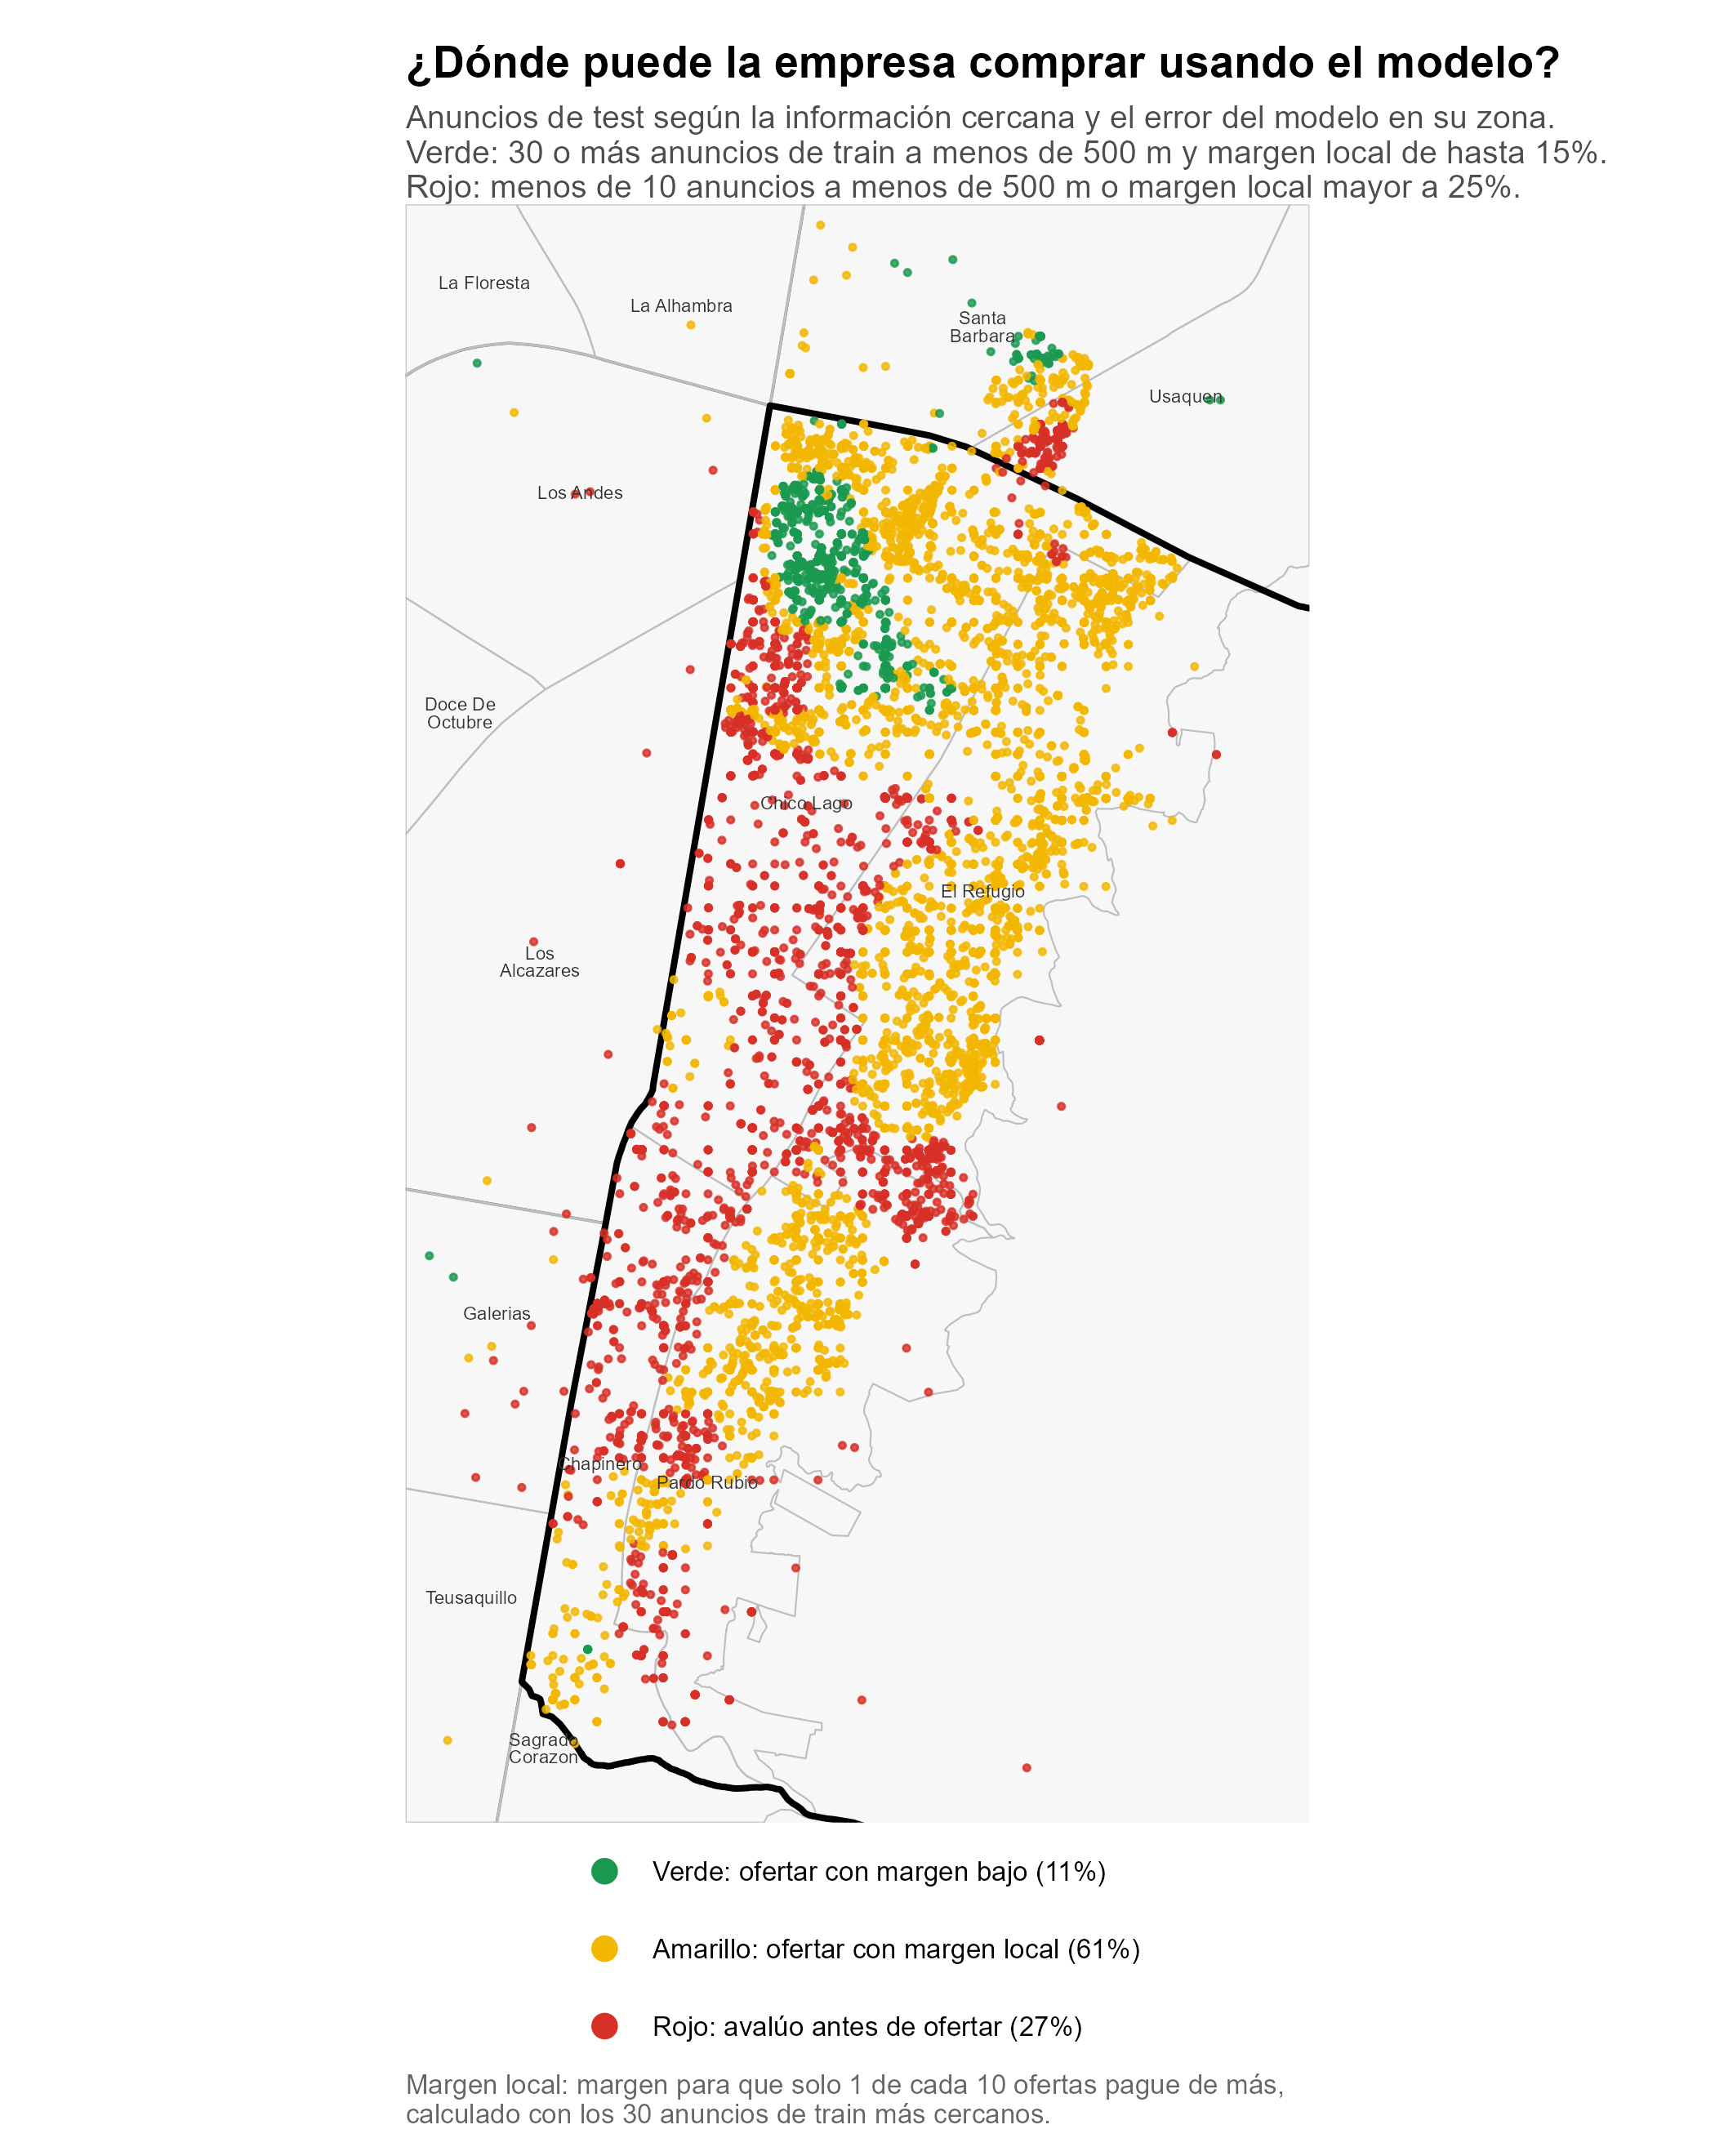 ¿Dónde puede la empresa comprar usando el modelo?
Anuncios de test según la información cercana y el error del modelo en su zona.
Verde: 30 o más anuncios de train a menos de 500 m y margen local de hasta 15%.
Rojo: menos de 10 anuncios a menos de 500 m o margen local mayor a 25%.
La Floresta
La Alhambra
Santa
Barbara
Usaquen
Los Andes
Doce De
Octubre
Chico Lago
El Refugio
Los
Alcazares
Galerias
Chapinero
Pardo Rubio
Teusaquillo
Sagrado
Corazon
Verde: ofertar con margen bajo (11%)
Amarillo: ofertar con margen local (61%)
Rojo: avalúo antes de ofertar (27%)
Margen local: margen para que solo 1 de cada 10 ofertas pague de más,
calculado con los 30 anuncios de train más cercanos.